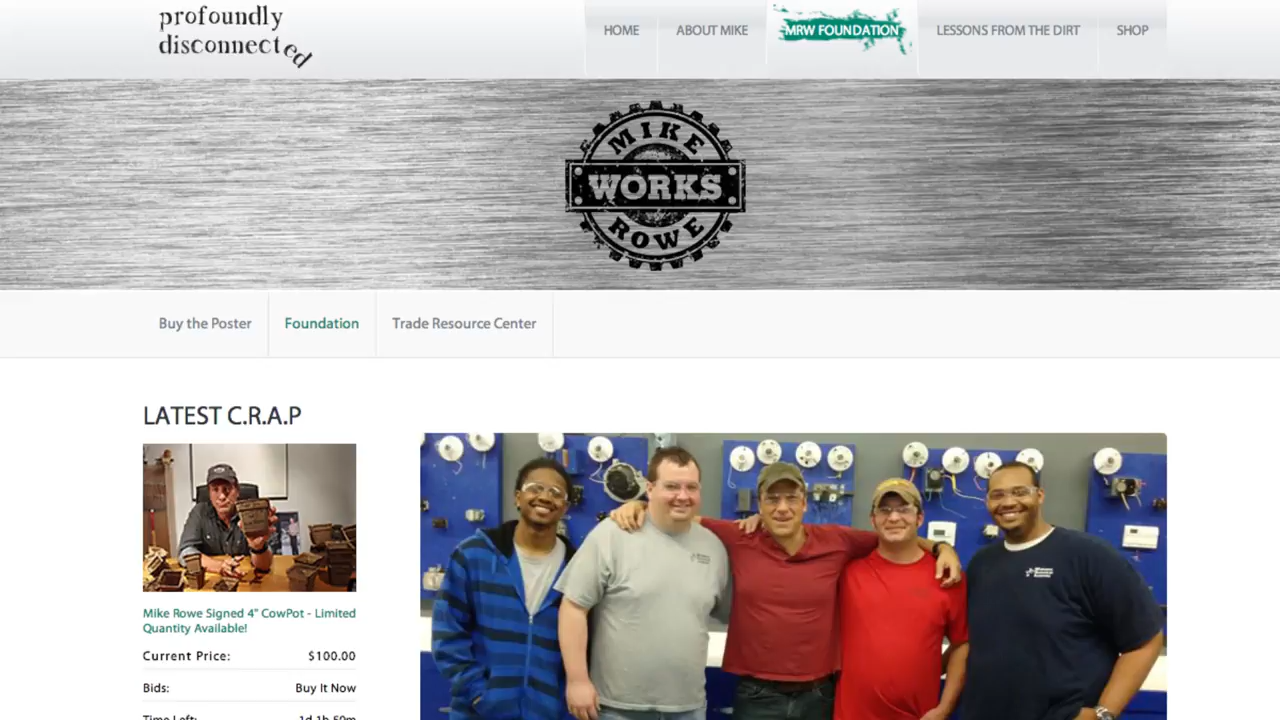 profoundly
disconnected
HOME
ABOUT MIKE
MRW FOUNDATION
LESSONS FROM THE DIRT
SHOP
MIKE
WORKS
ROWE
Buy the Poster
Foundation
Trade Resource Center
LATEST C.R.A.P
Mike Rowe Signed 4" CowPot - Limited
Quantity Available!
Current Price: $100.00
Bids: Buy It Now
Time Left: 1d 1h 50m